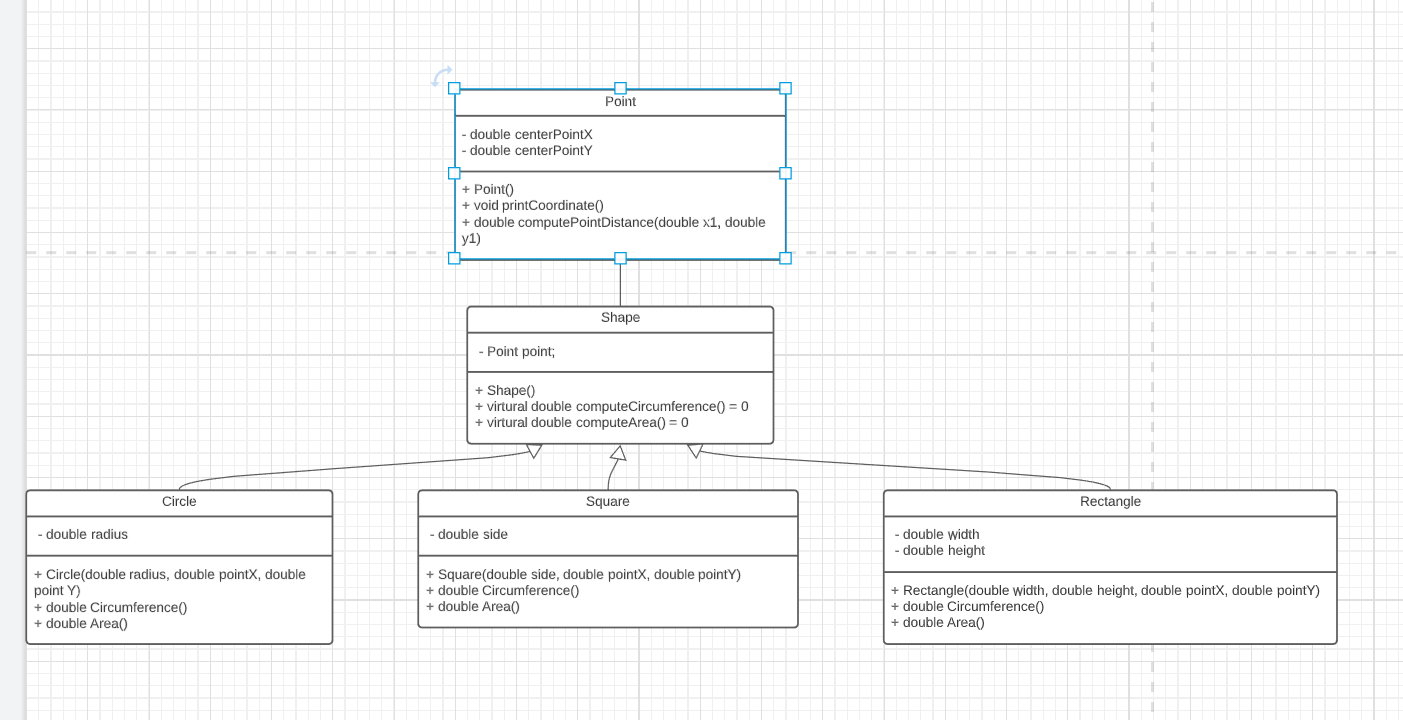 Point
- double centerPointX
- double centerPointY
+ Point()
+ void printCoordinate()
+ double computePointDistance(double x1, double
y1)
Shape
- Point point;
+ Shape()
+ virtural double computeCircumference() = 0
+ virtural double computeArea() = 0
Circle
- double radius
+ Circle(double radius, double pointX, double
point Y)
+ double Circumference()
+ double Area()
Square
- double side
+ Square(double side, double pointX, double pointY)
+ double Circumference()
+ double Area()
Rectangle
- double width
- double height
+ Rectangle(double width, double height, double pointX, double pointY)
+ double Circumference()
+ double Area()